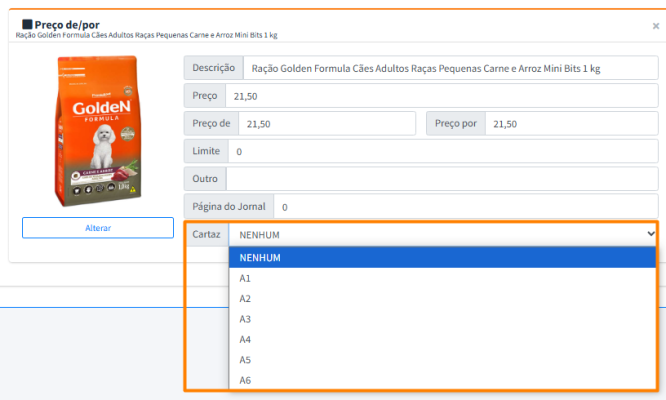 Preço de/por
Ração Golden Formula Cães Adultos Raças Pequenas Carne e Arroz Mini Bits 1 kg
×
GoldeN
FORMULA
Alterar
Descrição Ração Golden Formula Cães Adultos Raças Pequenas Carne e Arroz Mini Bits 1 kg
Preço 21,50
Preço de 21,50 Preço por 21,50
Limite 0
Outro
Página do Jornal 0
Cartaz NENHUM
NENHUM
A1
A2
A3
A4
A5
A6